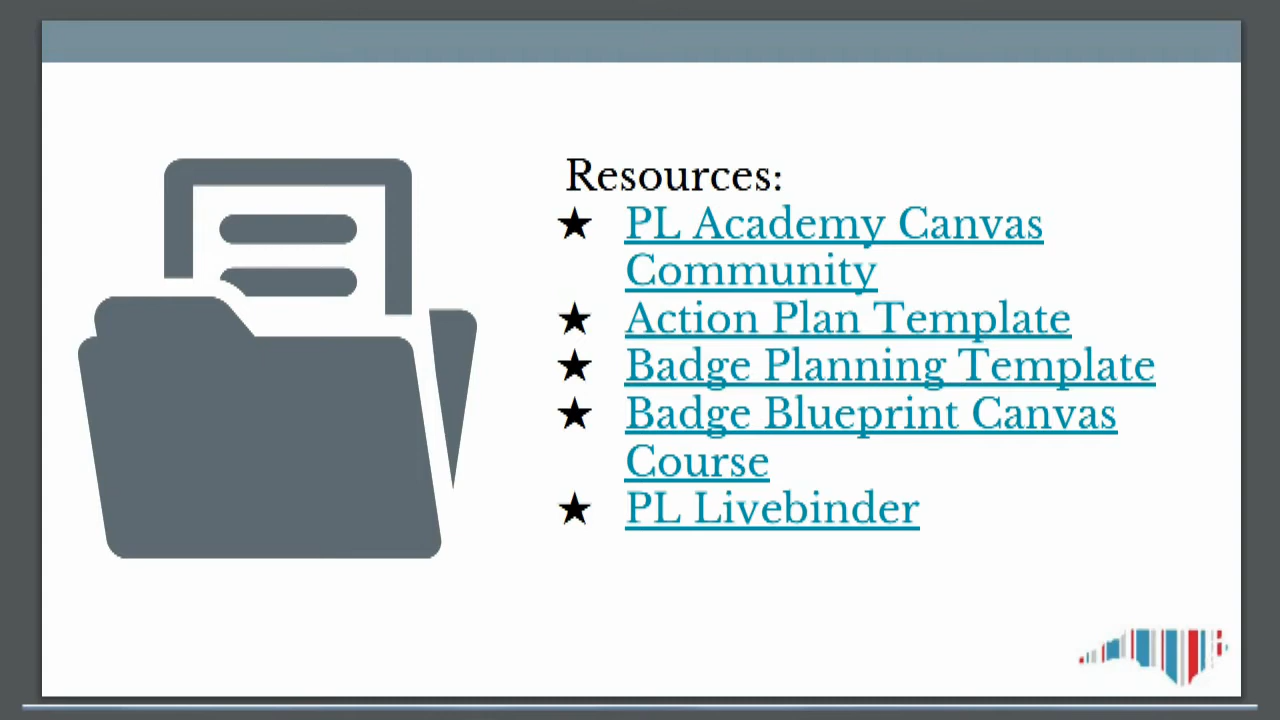 Resources:
★ PL Academy Canvas
Community
★ Action Plan Template
★ Badge Planning Template
★ Badge Blueprint Canvas
Course
★ PL Livebinder